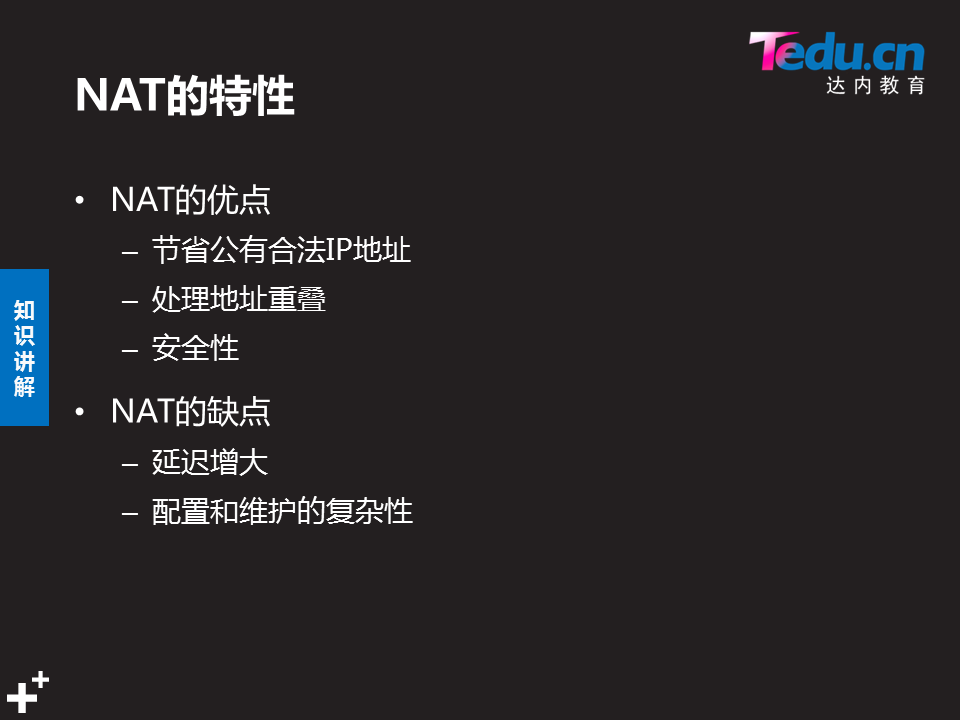 Tedu.cn
达内教育
NAT的特性
• NAT的优点
– 节省公有合法IP地址
– 处理地址重叠
– 安全性
知识讲解
• NAT的缺点
– 延迟增大
– 配置和维护的复杂性